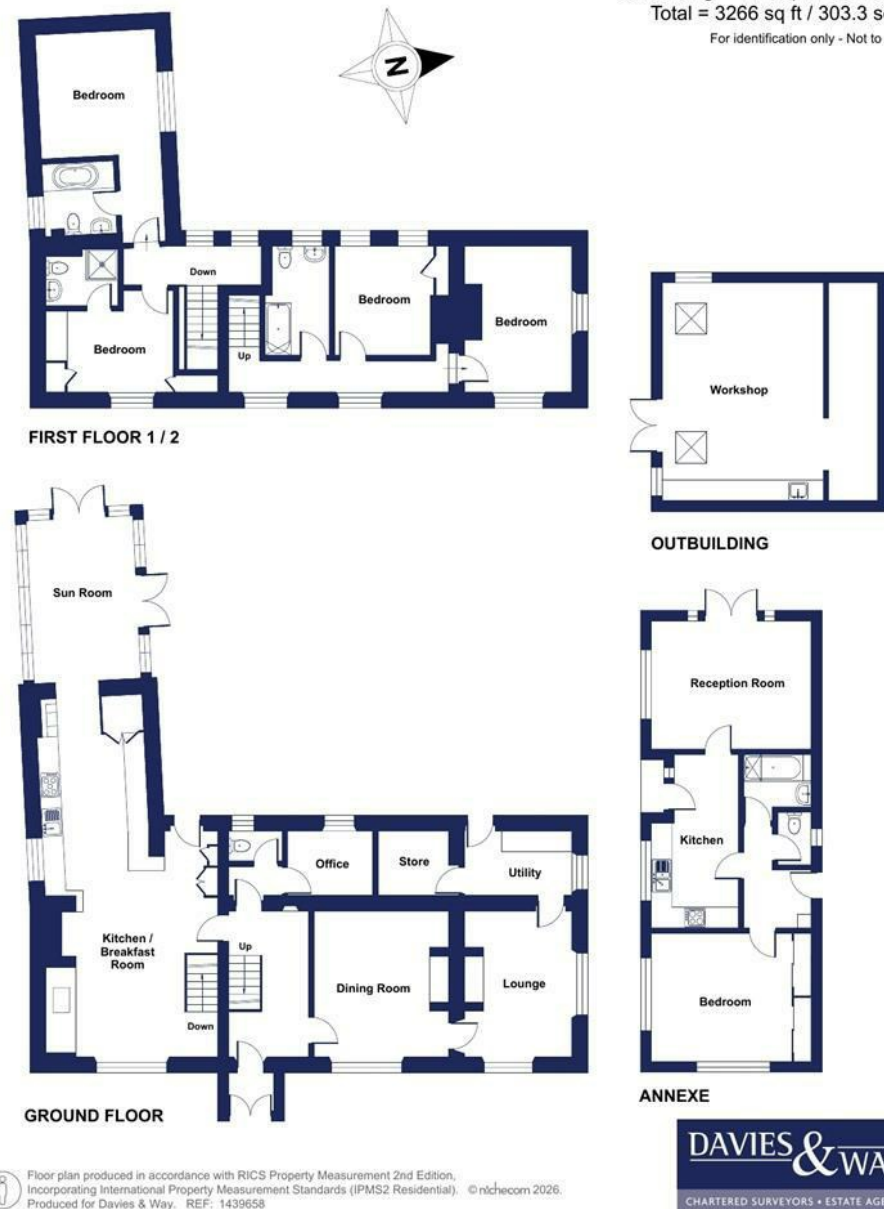 Total = 3266 sq ft / 303.3 s
For identification only - Not to
N
Bedroom
Down
Bedroom
Up
Bedroom
Bedroom
FIRST FLOOR 1 / 2
Workshop
OUTBUILDING
Sun Room
Kitchen /
Breakfast
Room
Down
Up
Office
Store
Utility
Dining Room
Lounge
GROUND FLOOR
Reception Room
Kitchen
Bedroom
ANNEXE
Floor plan produced in accordance with RICS Property Measurement 2nd Edition,
Incorporating International Property Measurement Standards (IPMS2 Residential). ©nichecom 2026.
Produced for Davies & Way. REF: 1439658
DAVIES & WA
CHARTERED SURVEYORS • ESTATE AGE